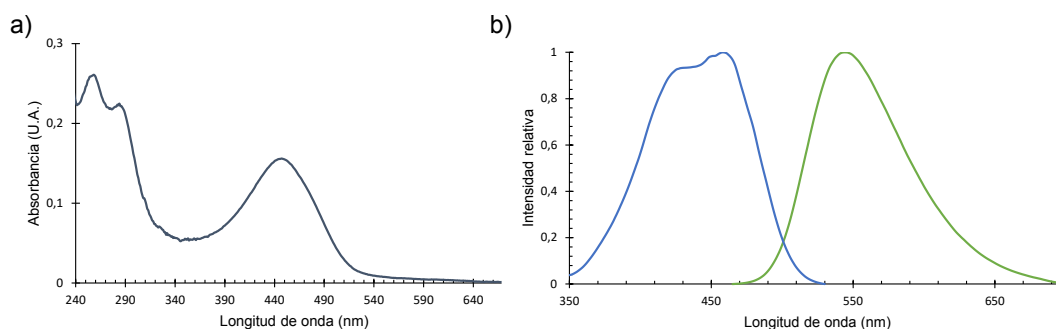 a)
Absorbancia (U.A.)
0,3
0,2
0,1
0
240 290 340 390 440 490 540 590 640
Longitud de onda (nm)
b)
Intensidad relativa
1
0,8
0,6
0,4
0,2
0
350 450 550 650
Longitud de onda (nm)